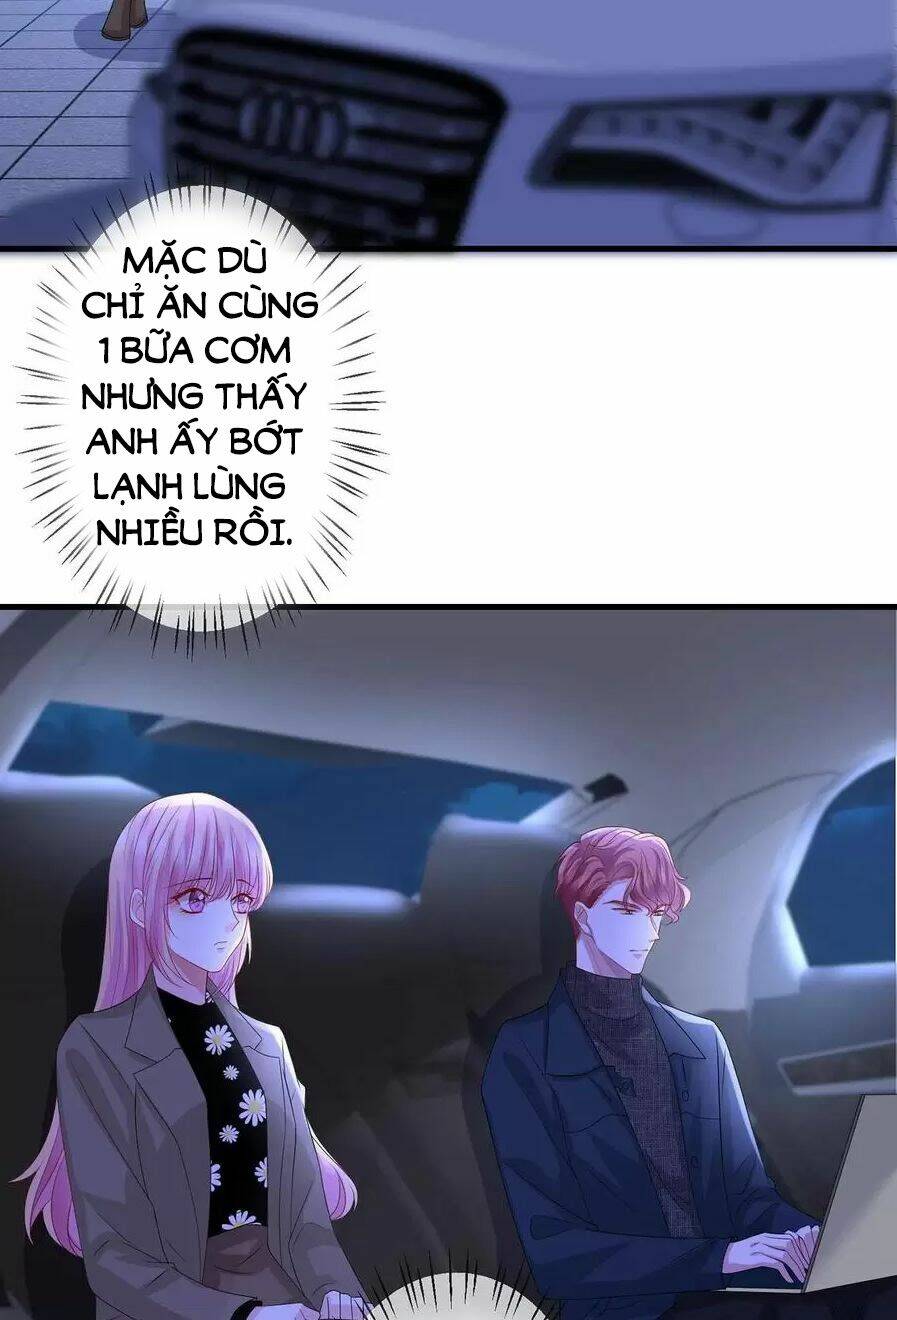 MẶC DÙ
CHỈ ĂN CÙNG
1 BỮA CƠM
NHƯNG THẤY
ANH ẤY BỚT
LẠNH LÙNG
NHIỀU RỒI.